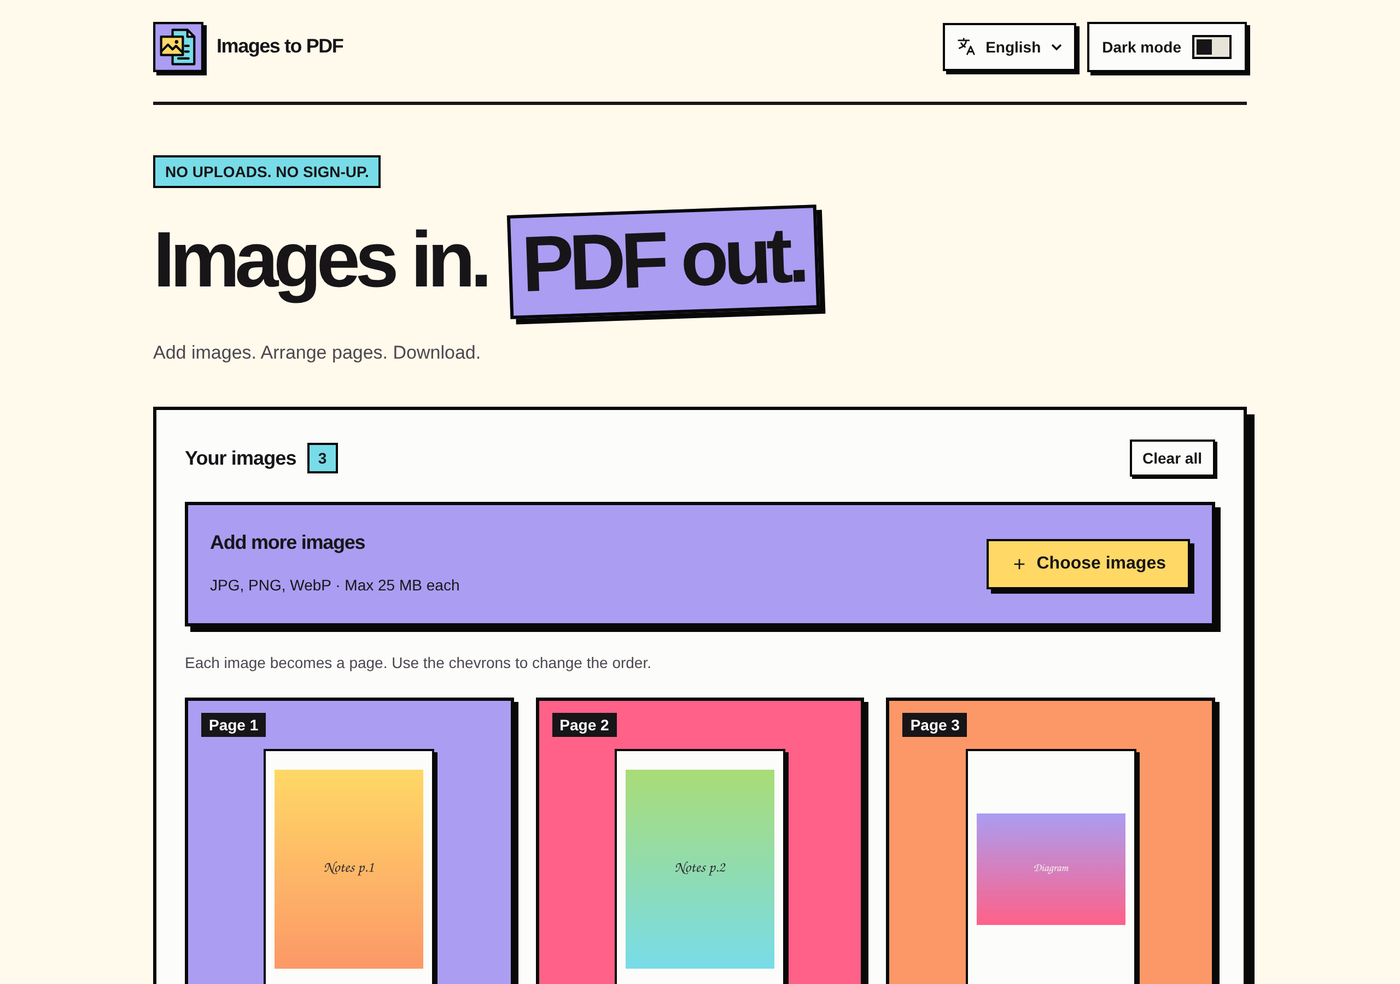 Images to PDF
English
Dark mode
NO UPLOADS. NO SIGN-UP.
Images in. PDF out.
Add images. Arrange pages. Download.
Your images 3
Clear all
Add more images
JPG, PNG, WebP · Max 25 MB each
+ Choose images
Each image becomes a page. Use the chevrons to change the order.
Page 1
Notes p.1
Page 2
Notes p.2
Page 3
Diagram